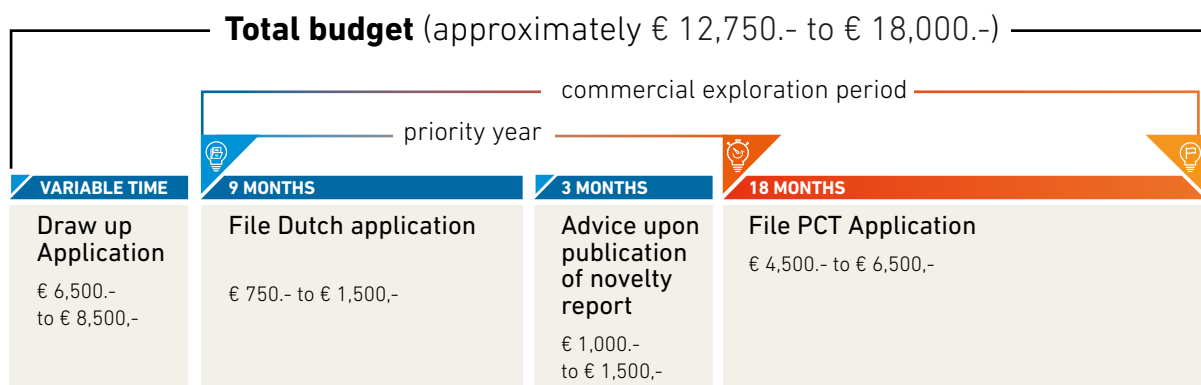 Total budget (approximately € 12,750.- to € 18,000.-)
commercial exploration period
priority year
VARIABLE TIME
9 MONTHS
3 MONTHS
18 MONTHS
Draw up
Application
€ 6,500.-
to € 8,500,-
File Dutch application
€ 750.- to € 1,500,-
Advice upon
publication
of novelty
report
€ 1,000.-
to € 1,500,-
File PCT Application
€ 4,500.- to € 6,500,-